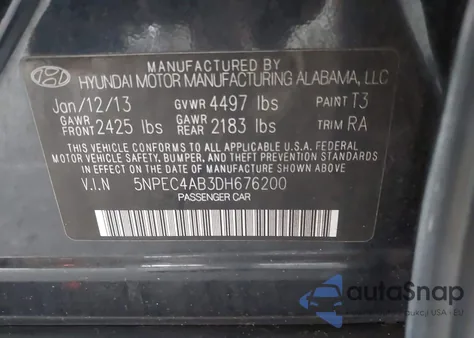 MANUFACTURED BY
HYUNDAI MOTOR MANUFACTURING ALABAMA, LLC
Jan/12/13 GVWR 4497 lbs PAINT T3
GAWR FRONT 2425 lbs GAWR REAR 2183 lbs TRIM RA
THIS VEHICLE CONFORMS TO ALL APPLICABLE U.S.A. FEDERAL
MOTOR VEHICLE SAFETY, BUMPER, AND THEFT PREVENTION STANDARDS
IN EFFECT ON THE DATE OF MANUFACTURE SHOWN ABOVE.
V.I.N 5NPEC4AB3DH676200
PASSENGER CAR
autoSnap
USA - EU